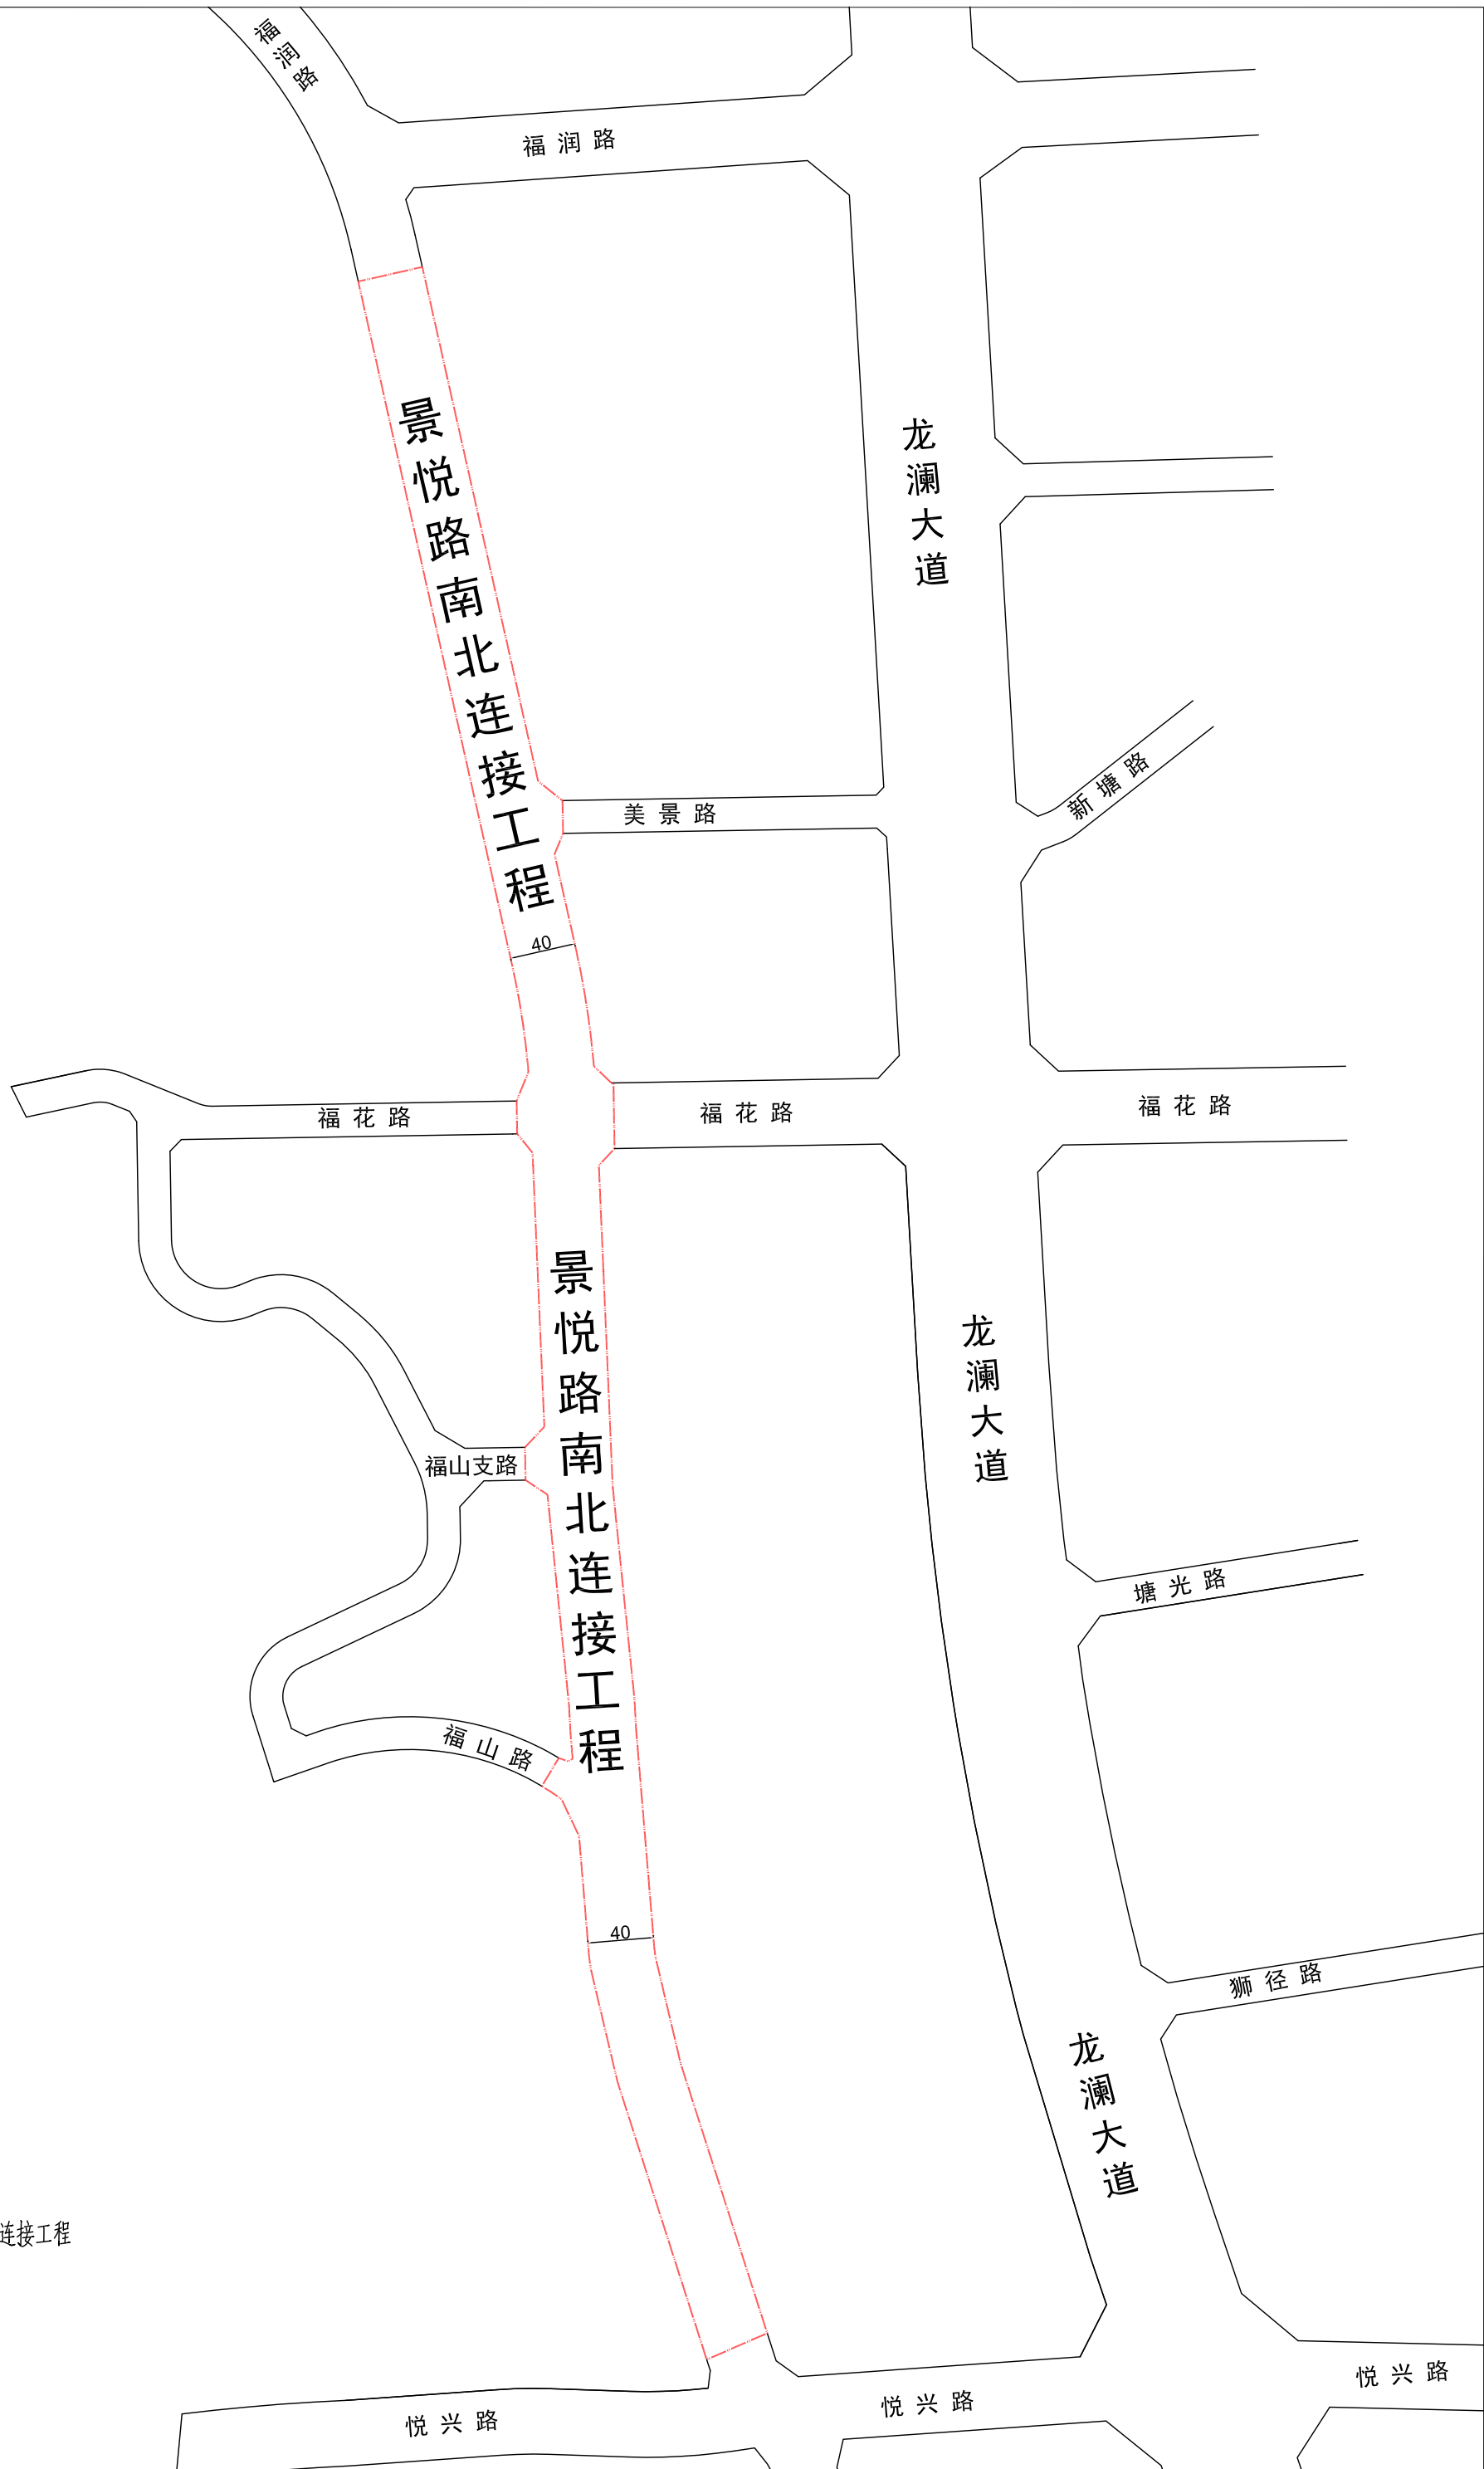 福润路
福润路
龙澜大道
景悦路南北连接工程
新塘路
美景路
40
福花路
福花路
福花路
景悦路南北连接工程
龙澜大道
福山支路
塘光路
福山路
40
狮径路
龙澜大道
连接工程
悦兴路
悦兴路
悦兴路